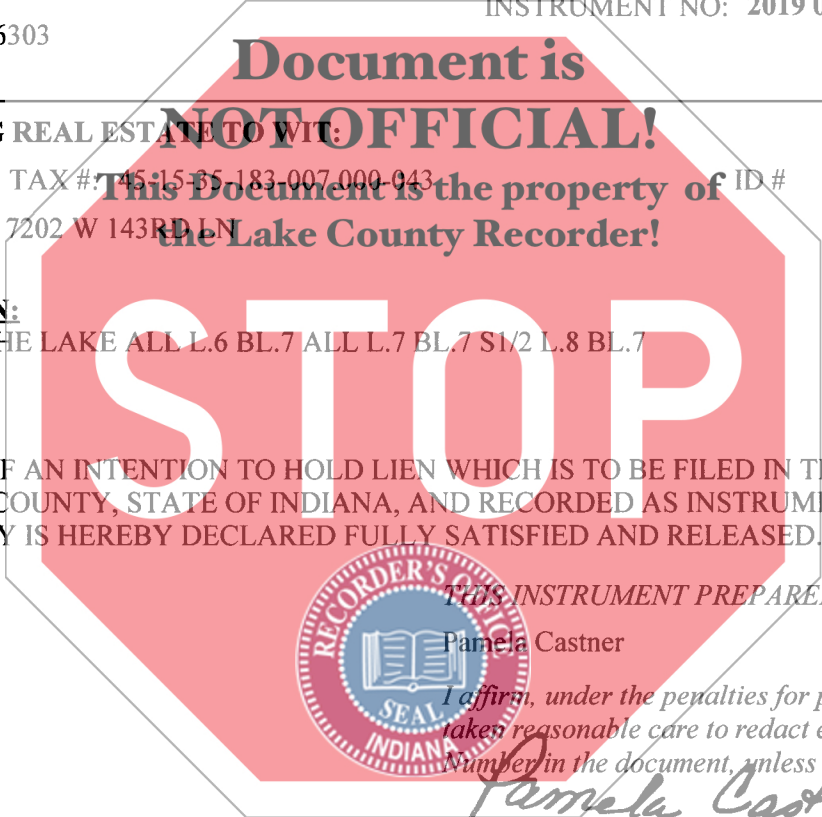 INSTRUMENT NO: 2019 0
6303
Document is
NOT OFFICIAL!
G REAL ESTATE TO WIT:
This Document is the property of
TAX #: 45-15-35-183-007.000-043 ID #
the Lake County Recorder!
7202 W 143RD LN
N:
HE LAKE ALL L.6 BL.7 ALL L.7 BL.7 S1/2 L.8 BL.7
STOP
F AN INTENTION TO HOLD LIEN WHICH IS TO BE FILED IN T
COUNTY, STATE OF INDIANA, AND RECORDED AS INSTRUM
Y IS HEREBY DECLARED FULLY SATISFIED AND RELEASED.
RECORDER'S OFFICE
SEAL
INDIANA
THIS INSTRUMENT PREPARE
Pamela Castner
I affirm, under the penalties for p
taken reasonable care to redact e
Number in the document, unless
Pamela Cast